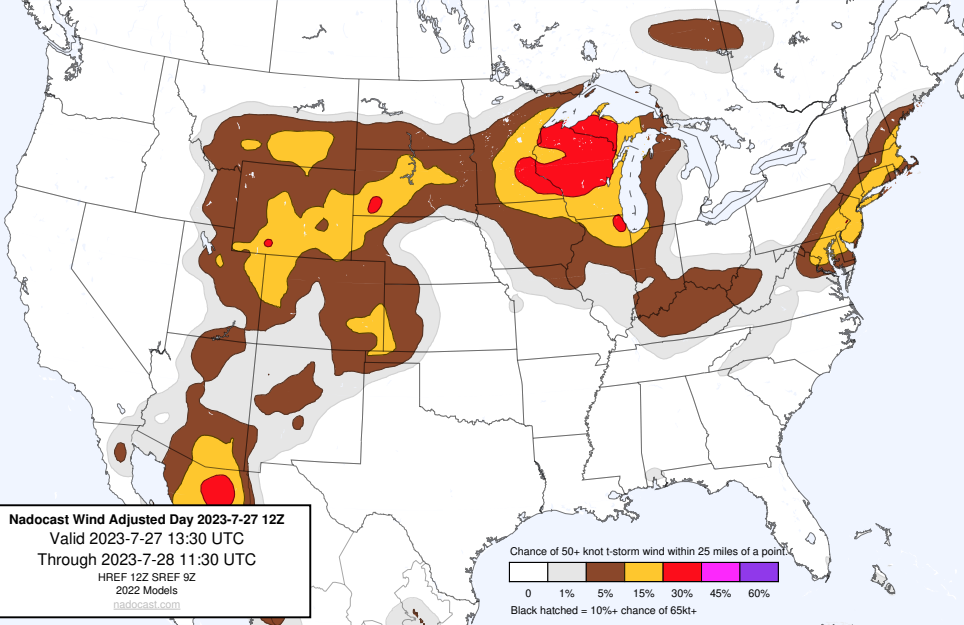 Nadocast Wind Adjusted Day 2023-7-27 12Z
Valid 2023-7-27 13:30 UTC
Through 2023-7-28 11:30 UTC
HREF 12Z SREF 9Z
2022 Models
nadocast.com
Chance of 50+ knot t-storm wind within 25 miles of a point.
0 1% 5% 15% 30% 45% 60%
Black hatched = 10%+ chance of 65kt+